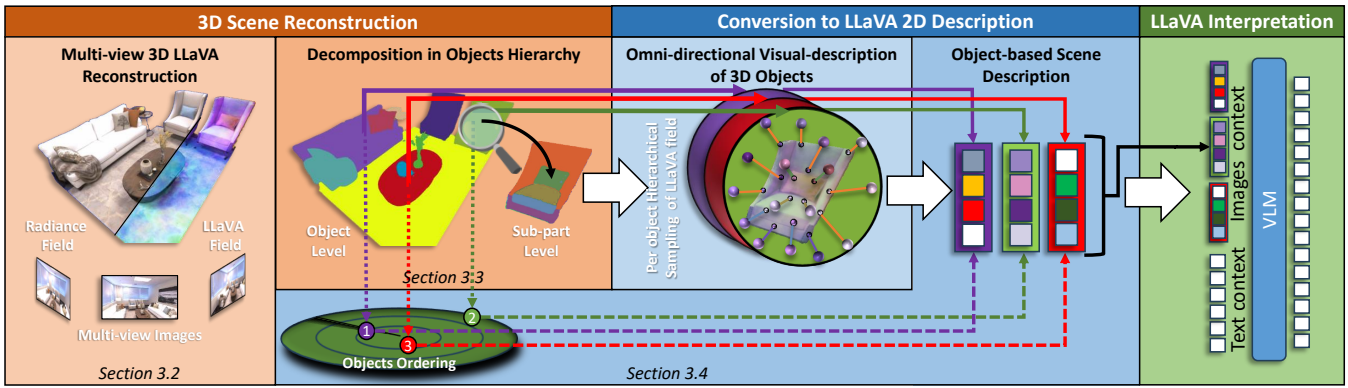 3D Scene Reconstruction
Conversion to LLaVA 2D Description
LLaVA Interpretation
Multi-view 3D LLaVA
Reconstruction
Radiance
Field
LLaVA
Field
Multi-view Images
Section 3.2
Decomposition in Objects Hierarchy
Object
Level
Sub-part
Level
Section 3.3
Omni-directional Visual-description
of 3D Objects
Per object Hierarchical
Sampling of LLaVA field
Object-based Scene
Description
1
2
3
Objects Ordering
Section 3.4
Images context
Text context
VLM